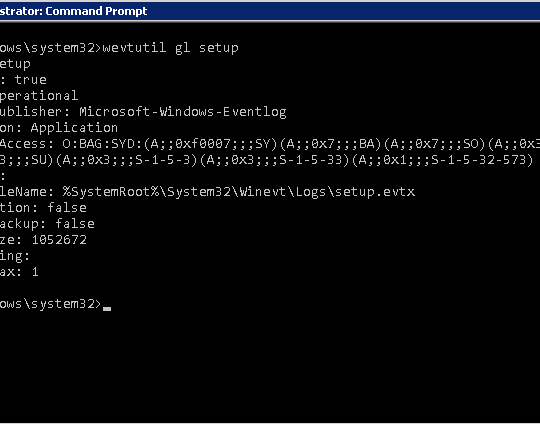 strator: Command Prompt
ows\system32>wevtutil gl setup
etup
: true
perational
ublisher: Microsoft-Windows-Eventlog
on: Application
Access: O:BAG:SYD:(A;;0xf0007;;;SY)(A;;0x7;;;BA)(A;;0x7;;;SO)(A;;0x3
3;;;SU)(A;;0x3;;;S-1-5-3)(A;;0x3;;;S-1-5-33)(A;;0x1;;;S-1-5-32-573)
:
leName: %SystemRoot%\System32\Winevt\Logs\setup.evtx
tion: false
ackup: false
ze: 1052672
ing:
ax: 1
ows\system32>_